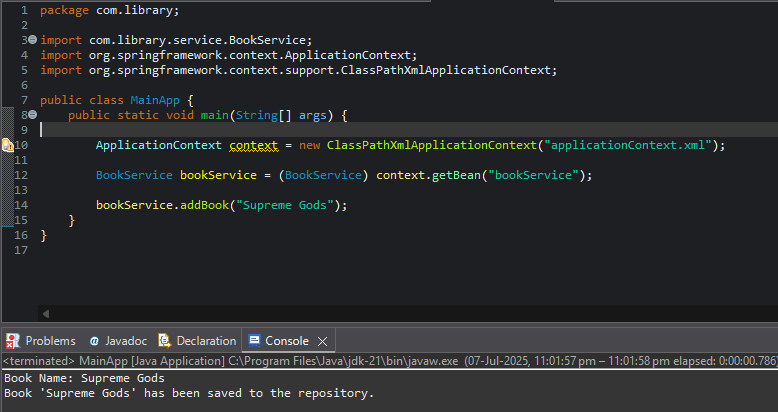 1 package com.library;
2
3 import com.library.service.BookService;
4 import org.springframework.context.ApplicationContext;
5 import org.springframework.context.support.ClassPathXmlApplicationContext;
6
7 public class MainApp {
8     public static void main(String[] args) {
9
10         ApplicationContext context = new ClassPathXmlApplicationContext("applicationContext.xml");
11
12         BookService bookService = (BookService) context.getBean("bookService");
13
14         bookService.addBook("Supreme Gods");
15     }
16 }
17
Problems @ Javadoc Declaration Console
<terminated> MainApp [Java Application] C:\Program Files\Java\jdk-21\bin\javaw.exe (07-Jul-2025, 11:01:57 pm – 11:01:58 pm elapsed: 0:00:00.786)
Book Name: Supreme Gods
Book 'Supreme Gods' has been saved to the repository.